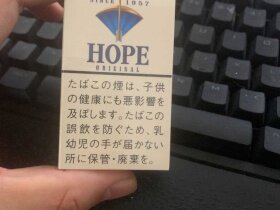 SINCE 1957
HOPE
ORIGINAL
たばこの煙は、子供
の健康にも悪影響を
及ぼします。たばこの
誤飲を防ぐため、乳
幼児の手が届かない
所に保管・廃棄を。